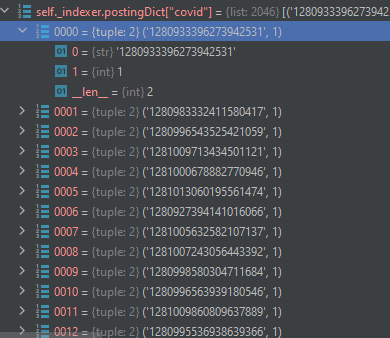 self._indexer.postingDict["covid"] = {list: 2046} [('1280933396273942
0000 = {tuple: 2} ('1280933396273942531', 1)
0 = {str} '1280933396273942531'
1 = {int} 1
__len__ = {int} 2
0001 = {tuple: 2} ('1280983332411580417', 1)
0002 = {tuple: 2} ('1280996543525421059', 1)
0003 = {tuple: 2} ('1281009713434501121', 1)
0004 = {tuple: 2} ('1281000678882770946', 1)
0005 = {tuple: 2} ('1281013060195561474', 1)
0006 = {tuple: 2} ('1280927394141016066', 1)
0007 = {tuple: 2} ('1281005632582107137', 1)
0008 = {tuple: 2} ('1281007243056443392', 1)
0009 = {tuple: 2} ('1280998580304711684', 1)
0010 = {tuple: 2} ('1280996563939180546', 1)
0011 = {tuple: 2} ('1281009860809637889', 1)
0012 = {tuple: 2} ('1280995536938639366', 1)